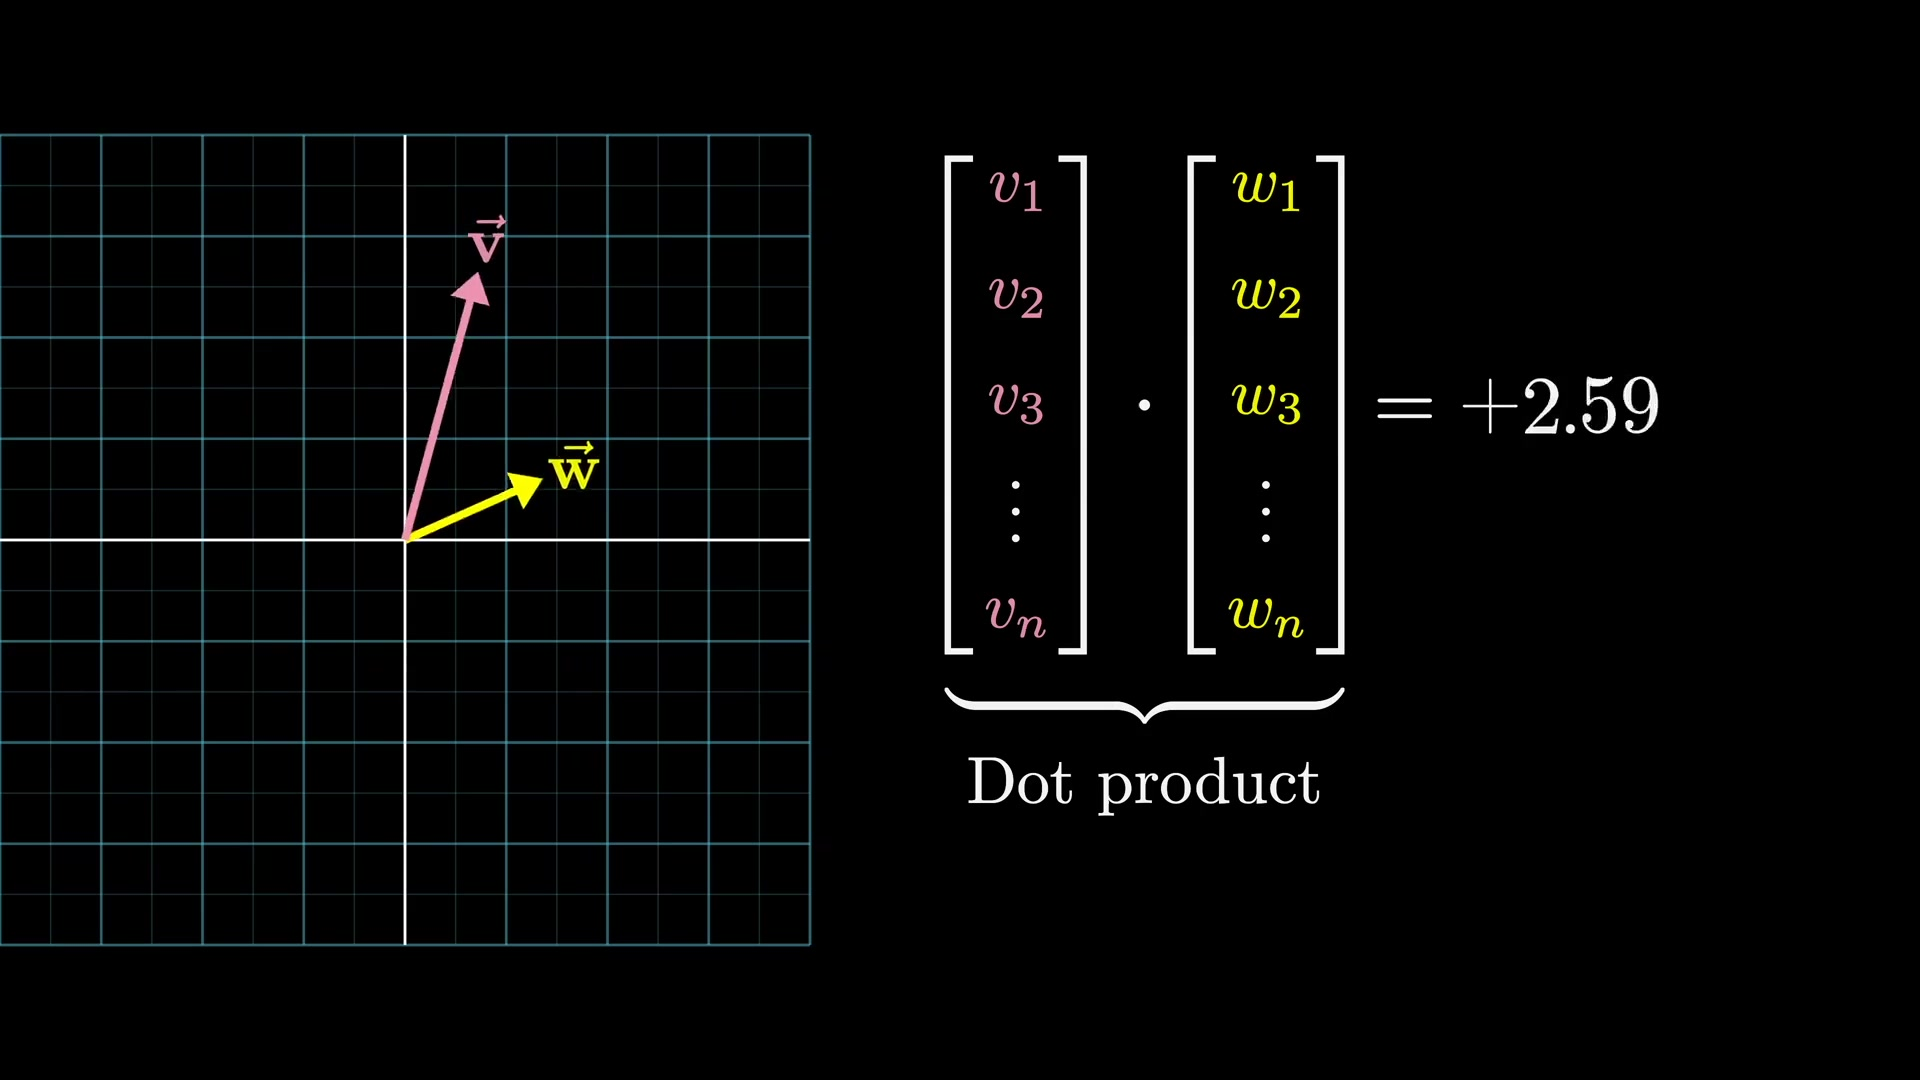 v⃗
w⃗
v₁ w₁
v₂ w₂
v₃ · w₃ = +2.59
⋮ ⋮
vₙ wₙ
Dot product